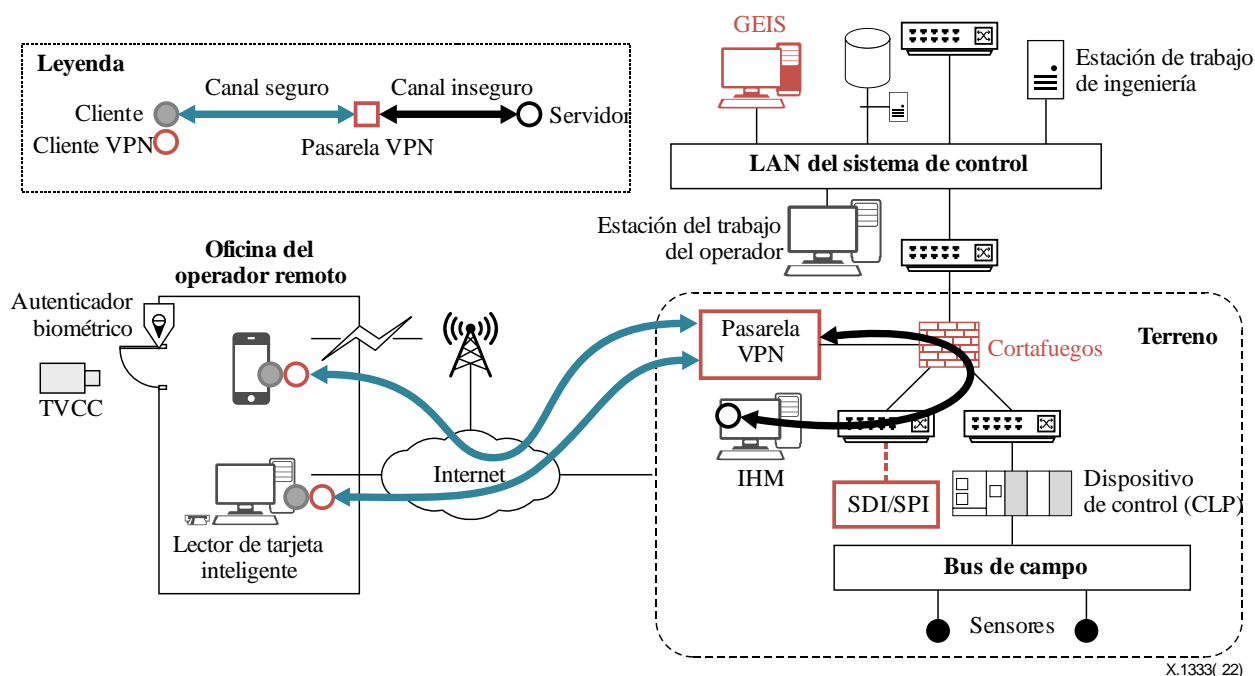 Leyenda
Canal seguro
Canal inseguro
Cliente
Servidor
Cliente VPN
Pasarela VPN
GEIS
Estación de trabajo
de ingeniería
LAN del sistema de control
Estación del trabajo
del operador
Oficina del
operador remoto
Autenticador
biométrico
TVCC
Internet
Lector de tarjeta
inteligente
Terreno
Pasarela
VPN
Cortafuegos
IHM
SDI/SPI
Dispositivo
de control (CLP)
Bus de campo
Sensores
X.1333( 22)